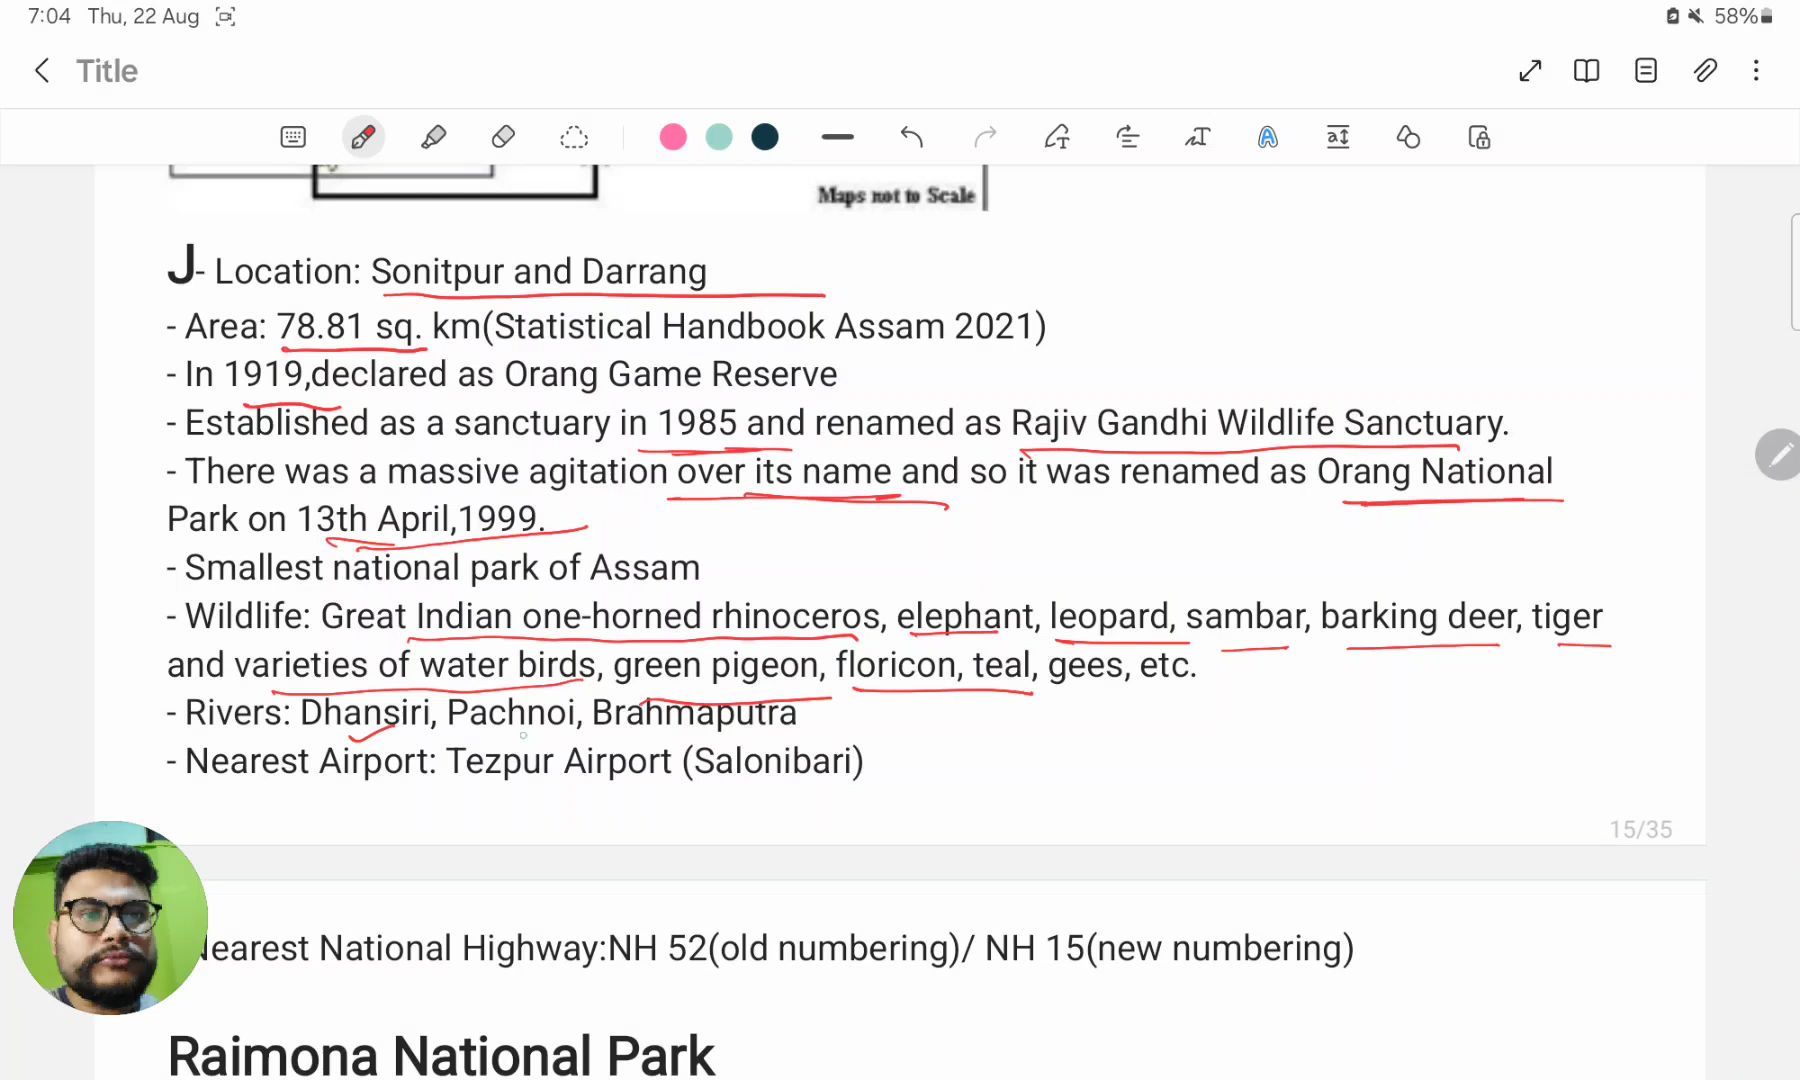 7:04 Thu, 22 Aug 58%
Title
Maps not to Scale
J- Location: Sonitpur and Darrang
- Area: 78.81 sq. km(Statistical Handbook Assam 2021)
- In 1919,declared as Orang Game Reserve
- Established as a sanctuary in 1985 and renamed as Rajiv Gandhi Wildlife Sanctuary.
- There was a massive agitation over its name and so it was renamed as Orang National
Park on 13th April,1999.
- Smallest national park of Assam
- Wildlife: Great Indian one-horned rhinoceros, elephant, leopard, sambar, barking deer, tiger
and varieties of water birds, green pigeon, floricon, teal, gees, etc.
- Rivers: Dhansiri, Pachnoi, Brahmaputra
- Nearest Airport: Tezpur Airport (Salonibari)
15/35
Nearest National Highway:NH 52(old numbering)/ NH 15(new numbering)
Raimona National Park